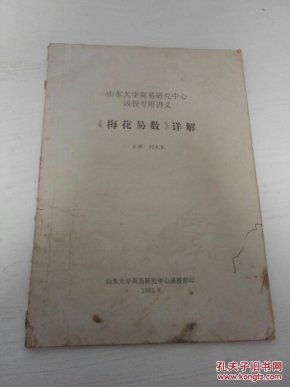 山东大学周易研究中心
函授专用讲义
《梅花易数》详解
主讲
山东大学周易研究中心函授部印
孔夫子旧书网